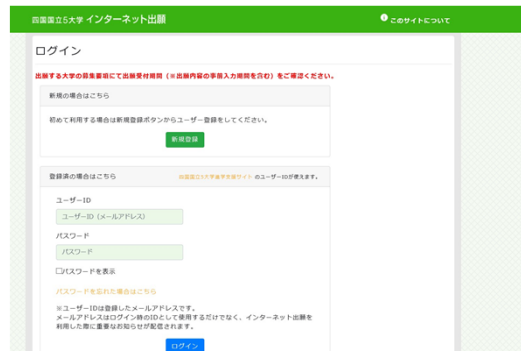 四国国立5大学 インターネット出願
このサイトについて
ログイン
出願する大学の募集要項にて出願受付期間（※出願内容の事前入力期間を含む）をご確認ください。
新規の場合はこちら
初めて利用する場合は新規登録ボタンからユーザー登録をしてください。
新規登録
登録済の場合はこちら
四国国立5大学進学支援サイト のユーザーIDが使えます。
ユーザーID
ユーザーID（メールアドレス）
パスワード
パスワード
パスワードを表示
パスワードを忘れた場合はこちら
※ユーザーIDは登録したメールアドレスです。
メールアドレスはログイン時のIDとして使用するだけでなく、インターネット出願を
利用した際に重要なお知らせが配信されます。
ログイン